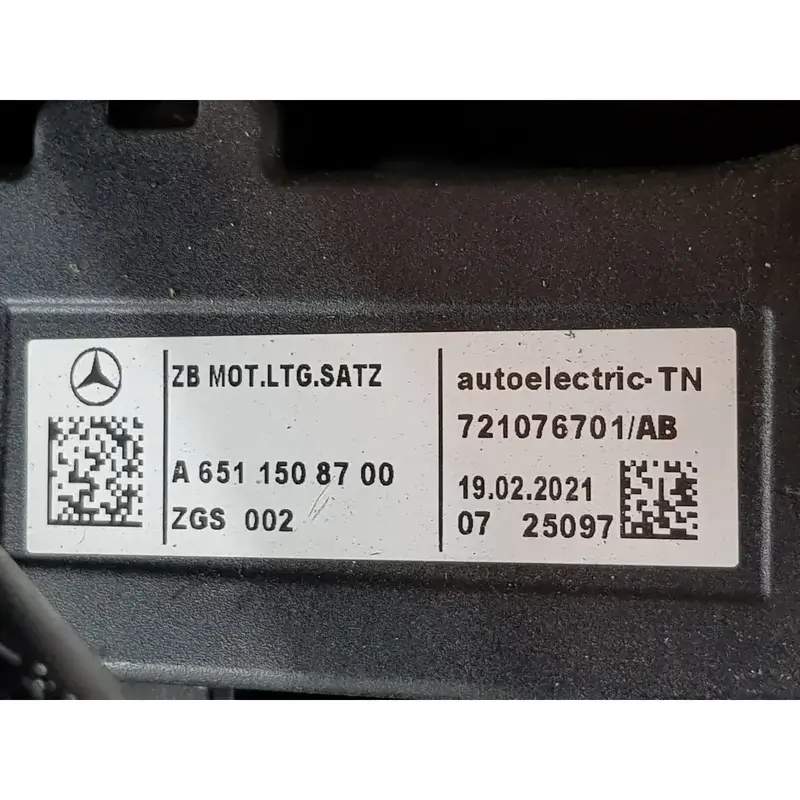 ZB MOT.LTG.SATZ
A 651 150 87 00
ZGS 002
autoelectric-TN
721076701/AB
19.02.2021
07 25097